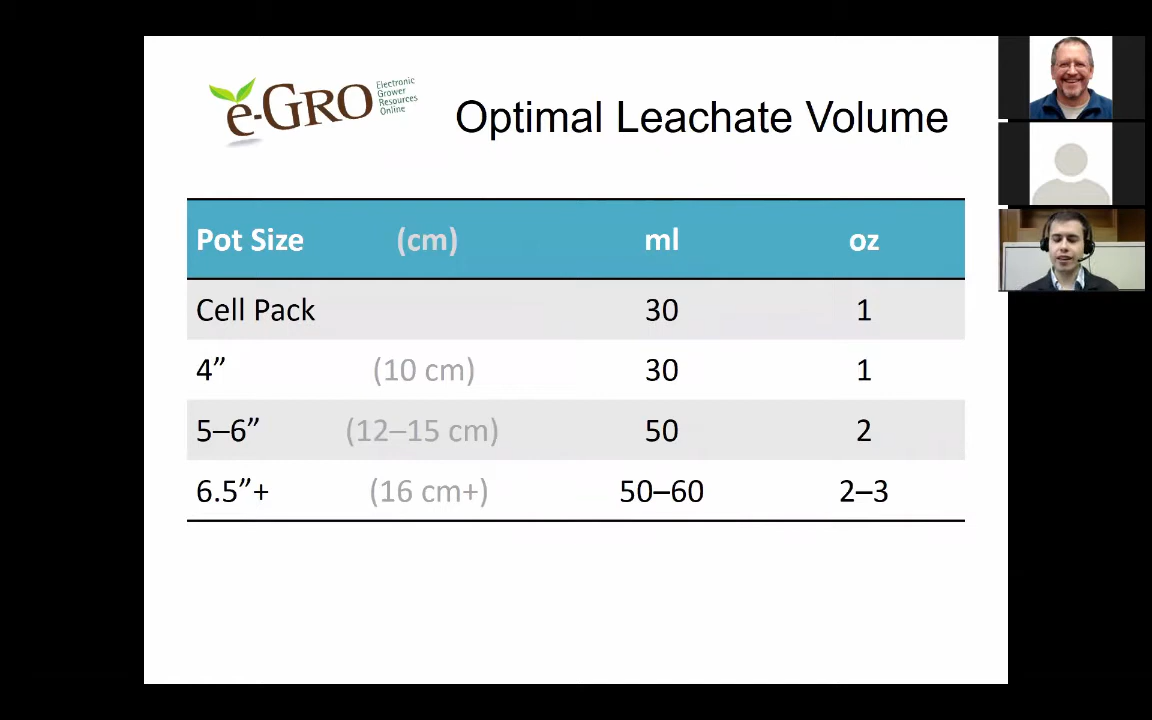 e-GRO
Electronic
Grower
Resources
Online
Optimal Leachate Volume
Pot Size (cm) ml oz
Cell Pack 30 1
4” (10 cm) 30 1
5–6” (12–15 cm) 50 2
6.5”+ (16 cm+) 50–60 2–3